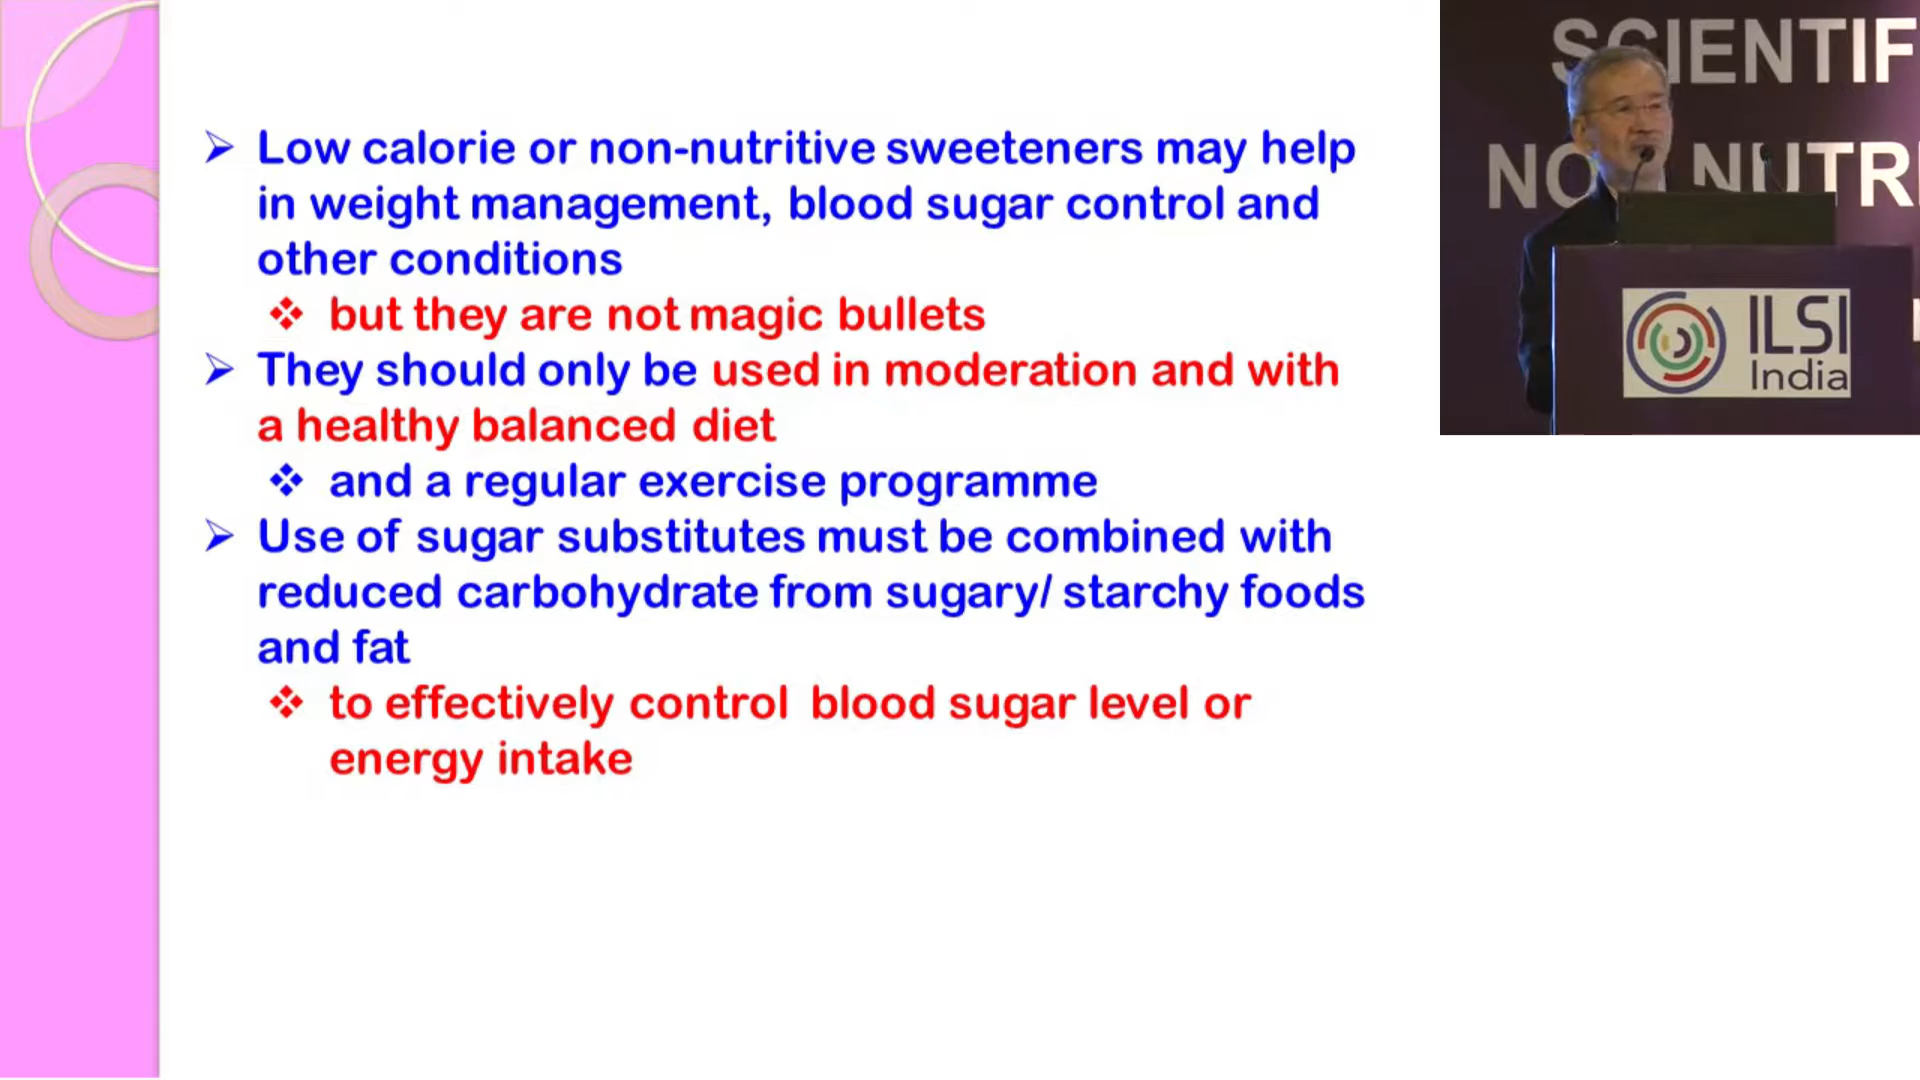 Low calorie or non-nutritive sweeteners may help
in weight management, blood sugar control and
other conditions
but they are not magic bullets
They should only be used in moderation and with
a healthy balanced diet
and a regular exercise programme
Use of sugar substitutes must be combined with
reduced carbohydrate from sugary/ starchy foods
and fat
to effectively control blood sugar level or
energy intake
SCIENTIF
NO NUTRI
ILSI
India